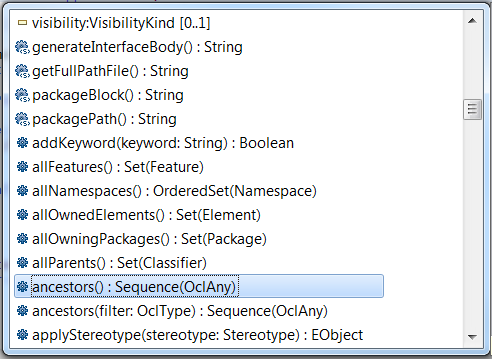 visibility:VisibilityKind [0..1]
generateInterfaceBody() : String
getFullPathFile() : String
packageBlock() : String
packagePath() : String
addKeyword(keyword: String) : Boolean
allFeatures() : Set(Feature)
allNamespaces() : OrderedSet(Namespace)
allOwnedElements() : Set(Element)
allOwningPackages() : Set(Package)
allParents() : Set(Classifier)
ancestors() : Sequence(OclAny)
ancestors(filter: OclType) : Sequence(OclAny)
applyStereotype(stereotype: Stereotype) : EObject